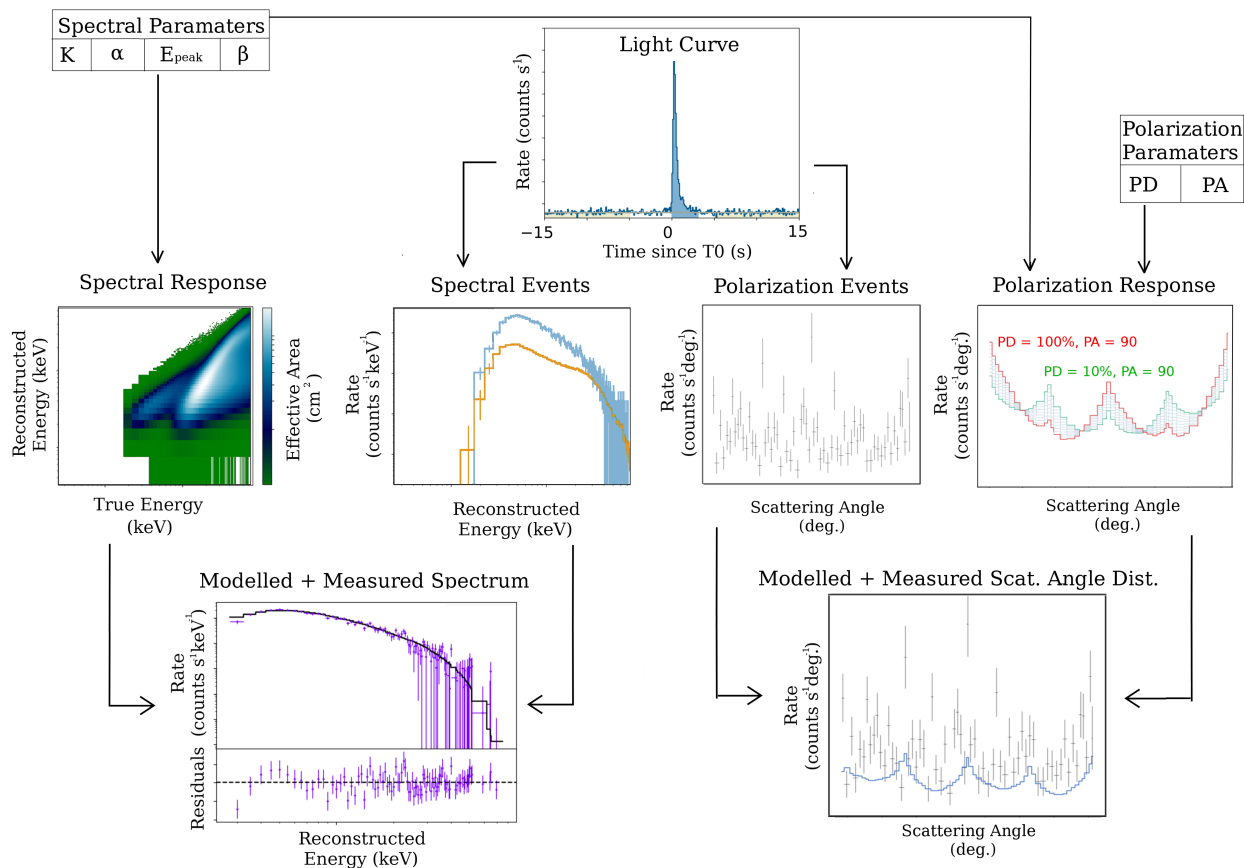 Spectral Paramaters
K α Epeak β
Light Curve
Rate (counts s-1)
−15 0 15
Time since T0 (s)
Polarization
Paramaters
PD PA
Spectral Response
Reconstructed
Energy (keV)
Effective Area
(cm2)
True Energy
(keV)
Spectral Events
Rate
(counts s-1keV-1)
Reconstructed
Energy (keV)
Polarization Events
Rate
(counts s-1deg-1)
Scattering Angle
(deg.)
Polarization Response
Rate
(counts s-1deg-1)
PD = 100%, PA = 90
PD = 10%, PA = 90
Scattering Angle
(deg.)
Modelled + Measured Spectrum
Rate
(counts s-1keV-1)
Residuals
Reconstructed
Energy (keV)
Modelled + Measured Scat. Angle Dist.
Rate
(counts s-1deg-1)
Scattering Angle
(deg.)